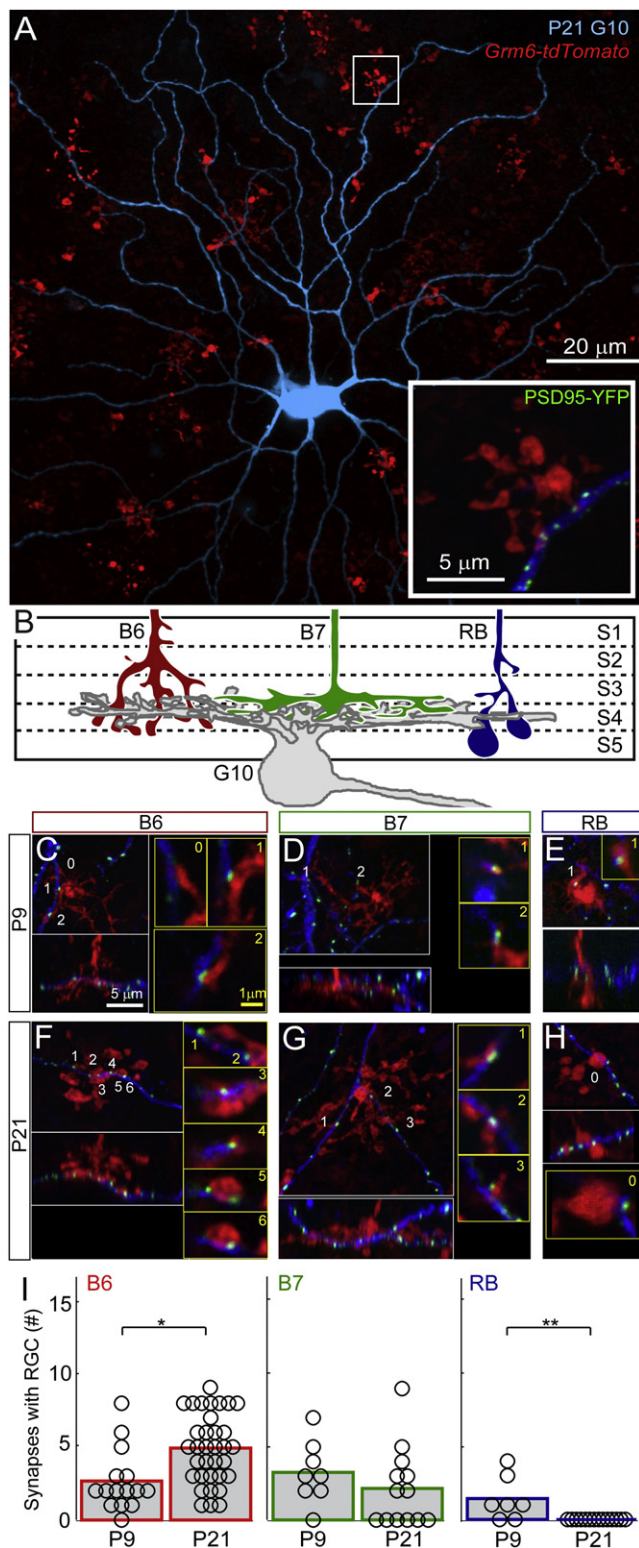 A
P21 G10
Grm6-tdTomato
20 μm
PSD95-YFP
5 μm
B
B6
B7
RB
S1
S2
S3
S4
S5
G10
B6
B7
RB
P9
C
0
1
2
5 μm
0
1
2
1μm
D
1
2
1
2
E
1
1
P21
F
1
2
4
3
5
6
1
2
3
4
5
6
G
1
2
3
1
2
3
H
0
0
I
B6
B7
RB
Synapses with RGC (#)
15
10
5
0
*
**
P9
P21
P9
P21
P9
P21